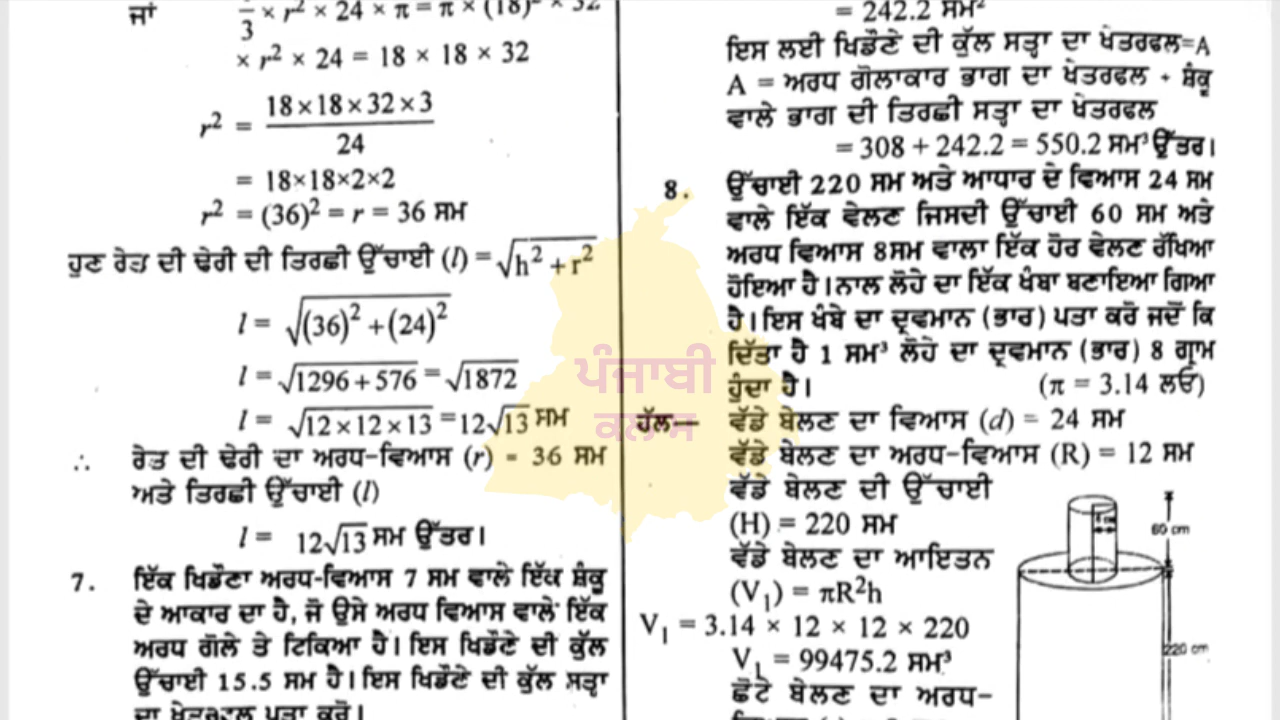 ਜਾਂ
1/3 × r² × 24 × π = π × (18)² × 32
× r² × 24 = 18 × 18 × 32
r² = 18×18×32×3 / 24
= 18×18×2×2
r² = (36)² = r = 36 ਸਮ
ਹੁਣ ਰੇਤ ਦੀ ਢੇਰੀ ਦੀ ਤਿਰਛੀ ਉੱਚਾਈ (l) = √(h² + r²)
l = √((36)² + (24)²)
l = √(1296 + 576) = √1872
l = √(12 × 12 × 13) = 12√13 ਸਮ
∴ ਰੇਤ ਦੀ ਢੇਰੀ ਦਾ ਅਰਧ-ਵਿਆਸ (r) = 36 ਸਮ
ਅਤੇ ਤਿਰਛੀ ਉੱਚਾਈ (l)
l = 12√13 ਸਮ ਉੱਤਰ।
7. ਇੱਕ ਖਿਡੌਣਾ ਅਰਧ-ਵਿਆਸ 7 ਸਮ ਵਾਲੇ ਇੱਕ ਸ਼ੰਕੂ
ਦੇ ਆਕਾਰ ਦਾ ਹੈ, ਜੋ ਉਸੇ ਅਰਧ ਵਿਆਸ ਵਾਲੇ ਇੱਕ
ਅਰਧ ਗੋਲੇ ਤੇ ਟਿਕਿਆ ਹੈ। ਇਸ ਖਿਡੌਣੇ ਦੀ ਕੁੱਲ
ਉੱਚਾਈ 15.5 ਸਮ ਹੈ। ਇਸ ਖਿਡੌਣੇ ਦੀ ਕੁੱਲ ਸਤ੍ਹਾ
ਦਾ ਖੇਤਰਫਲ ਪਤਾ ਕਰੋ।
= 242.2 ਸਮ²
ਇਸ ਲਈ ਖਿਡੌਣੇ ਦੀ ਕੁੱਲ ਸਤ੍ਹਾ ਦਾ ਖੇਤਰਫਲ=A
A = ਅਰਧ ਗੋਲਾਕਾਰ ਭਾਗ ਦਾ ਖੇਤਰਫਲ + ਸ਼ੰਕੂ
ਵਾਲੇ ਭਾਗ ਦੀ ਤਿਰਛੀ ਸਤ੍ਹਾ ਦਾ ਖੇਤਰਫਲ
= 308 + 242.2 = 550.2 ਸਮ³ ਉੱਤਰ।
8. ਉੱਚਾਈ 220 ਸਮ ਅਤੇ ਆਧਾਰ ਦੇ ਵਿਆਸ 24 ਸਮ
ਵਾਲੇ ਇੱਕ ਵੇਲਣ ਜਿਸਦੀ ਉੱਚਾਈ 60 ਸਮ ਅਤੇ
ਅਰਧ ਵਿਆਸ 8ਸਮ ਵਾਲਾ ਇੱਕ ਹੋਰ ਵੇਲਣ ਰੱਖਿਆ
ਹੋਇਆ ਹੈ। ਨਾਲ ਲੋਹੇ ਦਾ ਇੱਕ ਖੰਬਾ ਬਣਾਇਆ ਗਿਆ
ਹੈ। ਇਸ ਖੰਬੇ ਦਾ ਦ੍ਰਵਮਾਨ (ਭਾਰ) ਪਤਾ ਕਰੋ ਜਦੋਂ ਕਿ
ਦਿੱਤਾ ਹੈ 1 ਸਮ³ ਲੋਹੇ ਦਾ ਦ੍ਰਵਮਾਨ (ਭਾਰ) 8 ਗ੍ਰਾਮ
ਹੁੰਦਾ ਹੈ। (π = 3.14 ਲਓ)
ਹੱਲ— ਵੱਡੇ ਬੇਲਣ ਦਾ ਵਿਆਸ (d) = 24 ਸਮ
ਵੱਡੇ ਬੇਲਣ ਦਾ ਅਰਧ-ਵਿਆਸ (R) = 12 ਸਮ
ਵੱਡੇ ਬੇਲਣ ਦੀ ਉੱਚਾਈ
(H) = 220 ਸਮ
ਵੱਡੇ ਬੇਲਣ ਦਾ ਆਇਤਨ
(V₁) = πR²h
V₁ = 3.14 × 12 × 12 × 220
V₁ = 99475.2 ਸਮ³
ਛੋਟੇ ਬੇਲਣ ਦਾ ਅਰਧ-
60 cm
220 cm
ਪੰਜਾਬੀ
ਕਲਾਸ